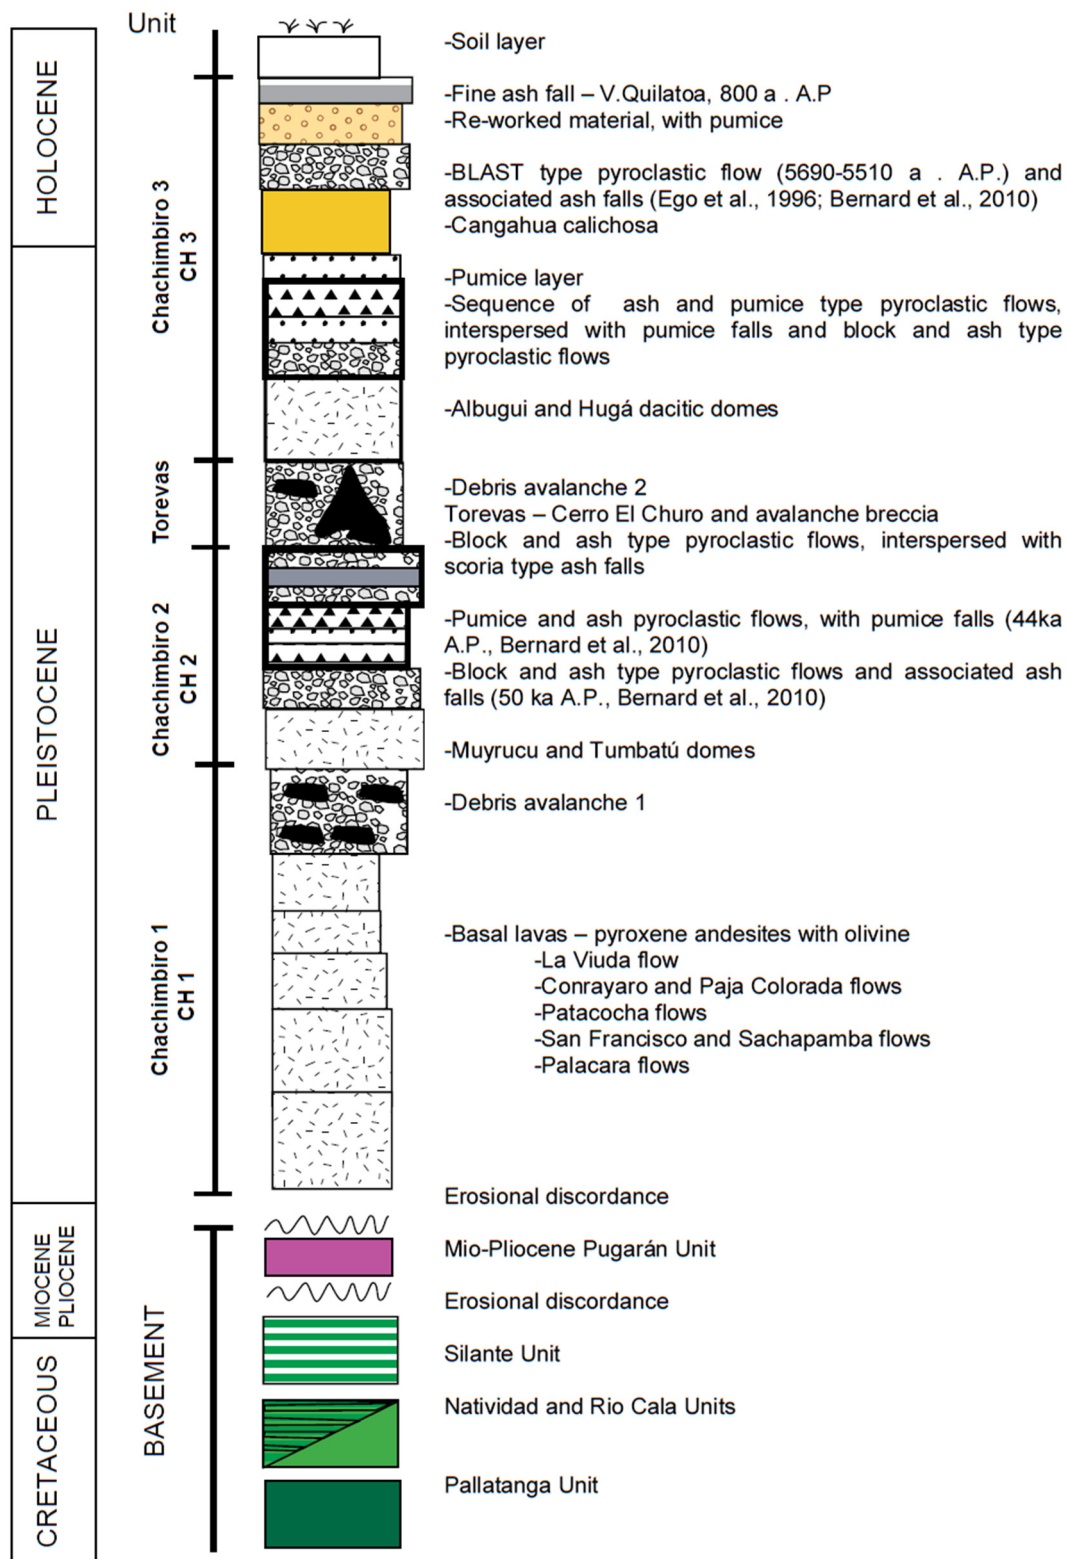 Unit
HOLOCENE
PLEISTOCENE
MIOCENE
PLIOCENE
CRETACEOUS
Chachimbiro 3
CH 3
Torevas
Chachimbiro 2
CH 2
Chachimbiro 1
CH 1
BASEMENT
-Soil layer
-Fine ash fall – V.Quilatoa, 800 a . A.P
-Re-worked material, with pumice
-BLAST type pyroclastic flow (5690-5510 a . A.P.) and
associated ash falls (Ego et al., 1996; Bernard et al., 2010)
-Cangahua calichosa
-Pumice layer
-Sequence of ash and pumice type pyroclastic flows,
interspersed with pumice falls and block and ash type
pyroclastic flows
-Albugui and Hugá dacitic domes
-Debris avalanche 2
Torevas – Cerro El Churo and avalanche breccia
-Block and ash type pyroclastic flows, interspersed with
scoria type ash falls
-Pumice and ash pyroclastic flows, with pumice falls (44ka
A.P., Bernard et al., 2010)
-Block and ash type pyroclastic flows and associated ash
falls (50 ka A.P., Bernard et al., 2010)
-Muyrucu and Tumbatú domes
-Debris avalanche 1
-Basal lavas – pyroxene andesites with olivine
-La Viuda flow
-Conrayaro and Paja Colorada flows
-Patacocha flows
-San Francisco and Sachapamba flows
-Palacara flows
Erosional discordance
Mio-Pliocene Pugarán Unit
Erosional discordance
Silante Unit
Natividad and Rio Cala Units
Pallatanga Unit